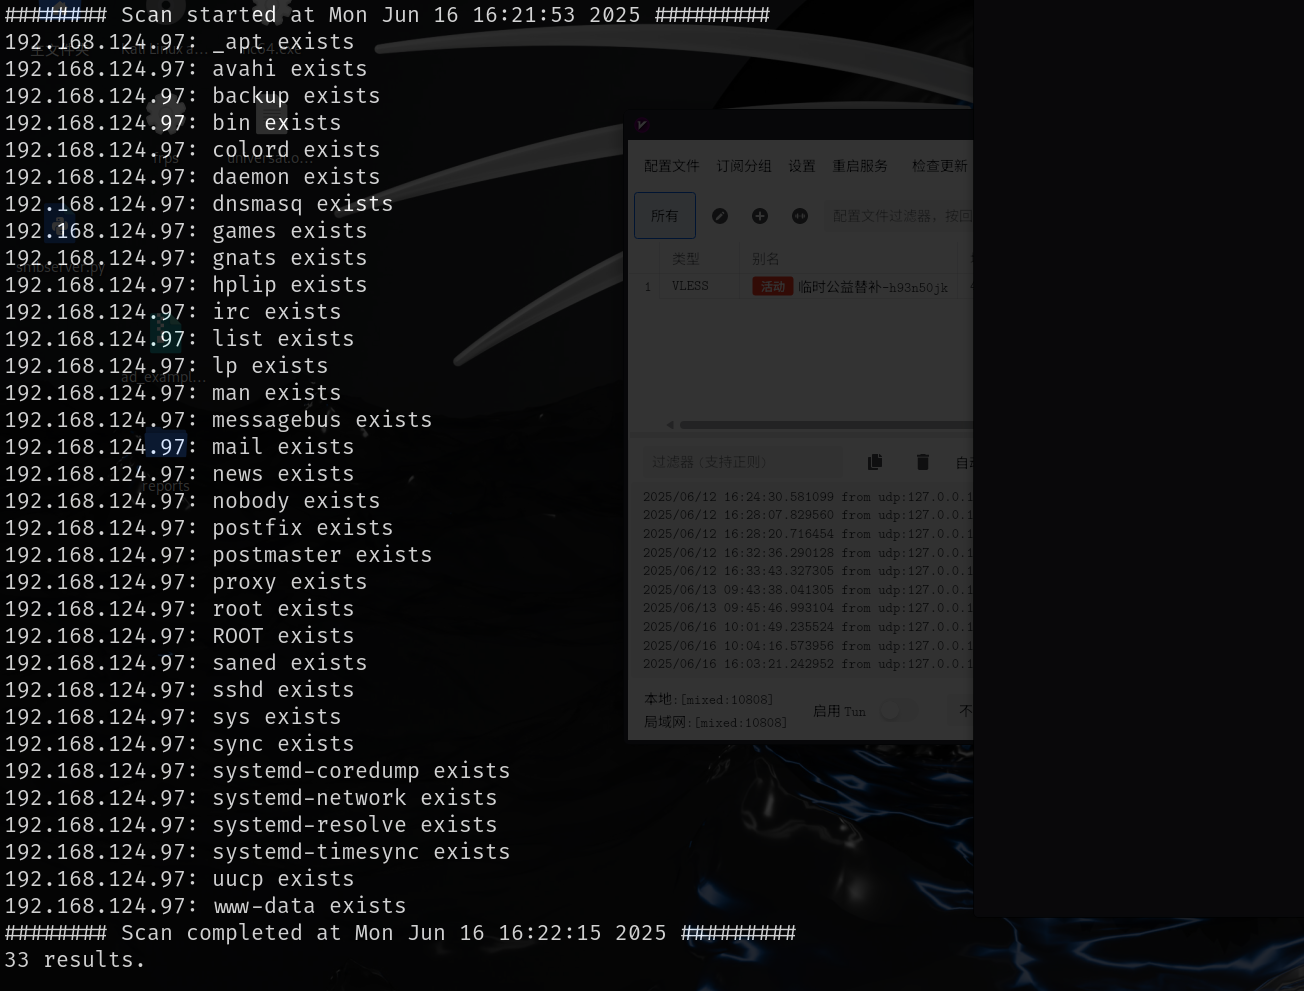 ######## Scan started at Mon Jun 16 16:21:53 2025 #########
192.168.124.97: _apt exists
192.168.124.97: avahi exists
192.168.124.97: backup exists
192.168.124.97: bin exists
192.168.124.97: colord exists
192.168.124.97: daemon exists
192.168.124.97: dnsmasq exists
192.168.124.97: games exists
192.168.124.97: gnats exists
192.168.124.97: hplip exists
192.168.124.97: irc exists
192.168.124.97: list exists
192.168.124.97: lp exists
192.168.124.97: man exists
192.168.124.97: messagebus exists
192.168.124.97: mail exists
192.168.124.97: news exists
192.168.124.97: nobody exists
192.168.124.97: postfix exists
192.168.124.97: postmaster exists
192.168.124.97: proxy exists
192.168.124.97: root exists
192.168.124.97: ROOT exists
192.168.124.97: saned exists
192.168.124.97: sshd exists
192.168.124.97: sys exists
192.168.124.97: sync exists
192.168.124.97: systemd-coredump exists
192.168.124.97: systemd-network exists
192.168.124.97: systemd-resolve exists
192.168.124.97: systemd-timesync exists
192.168.124.97: uucp exists
192.168.124.97: www-data exists
######## Scan completed at Mon Jun 16 16:22:15 2025 #########
33 results.
smbserver.py
ad_exampl...
reports
配置文件 订阅分组 设置 重启服务 检查更新
所有 配置文件过滤器，按回
类型 别名
1 VLESS 活动 临时公益替补-h93n50jk
过滤器 (支持正则)
2025/06/12 16:24:30.581099 from udp:127.0.0.1
2025/06/12 16:28:07.829560 from udp:127.0.0.1
2025/06/12 16:28:20.716454 from udp:127.0.0.1
2025/06/12 16:32:36.290128 from udp:127.0.0.1
2025/06/12 16:33:43.327305 from udp:127.0.0.1
2025/06/13 09:43:38.041305 from udp:127.0.0.1
2025/06/13 09:45:46.993104 from udp:127.0.0.1
2025/06/16 10:01:49.235524 from udp:127.0.0.1
2025/06/16 10:04:16.573956 from udp:127.0.0.1
2025/06/16 16:03:21.242952 from udp:127.0.0.1
本地:[mixed:10808]
启用 Tun 不
局域网:[mixed:10808]